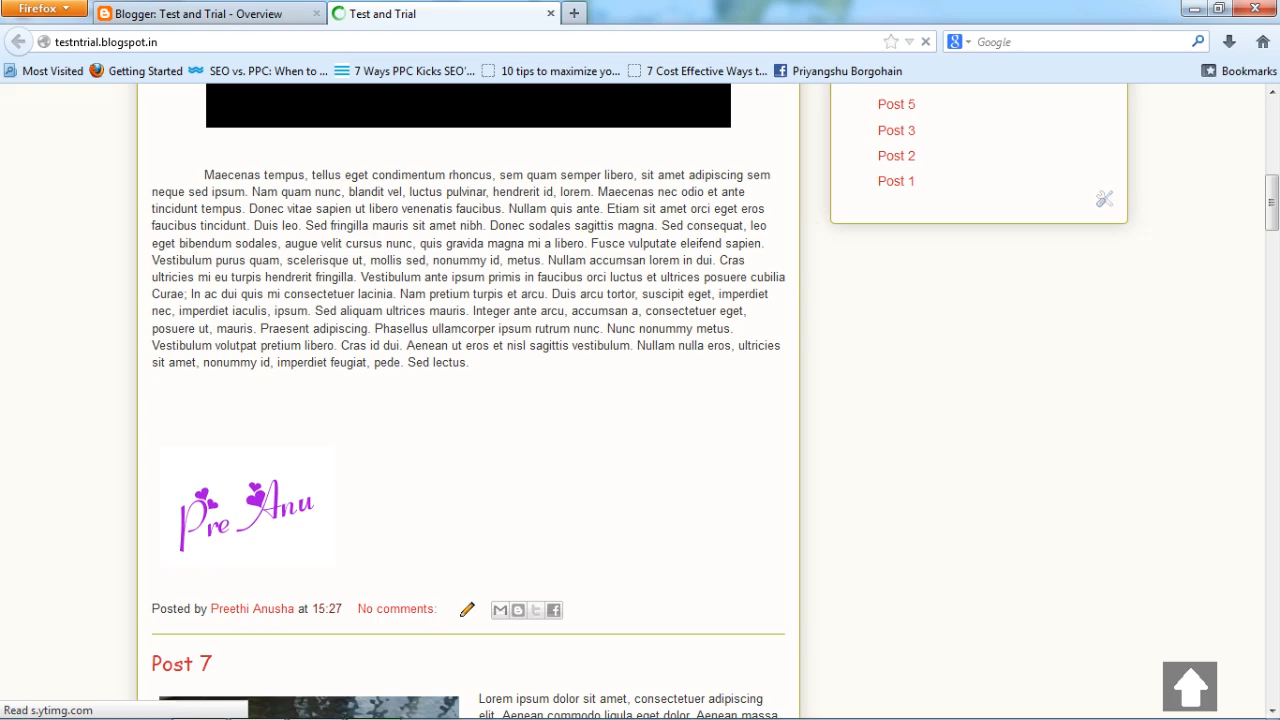 Firefox
Blogger: Test and Trial - Overview
Test and Trial
testntrial.blogspot.in
Google
Most Visited
Getting Started
SEO vs. PPC: When to ...
7 Ways PPC Kicks SEO'...
10 tips to maximize yo...
7 Cost Effective Ways t...
Priyangshu Borgohain
Bookmarks
Post 5
Post 3
Post 2
Post 1
Maecenas tempus, tellus eget condimentum rhoncus, sem quam semper libero, sit amet adipiscing sem
neque sed ipsum. Nam quam nunc, blandit vel, luctus pulvinar, hendrerit id, lorem. Maecenas nec odio et ante
tincidunt tempus. Donec vitae sapien ut libero venenatis faucibus. Nullam quis ante. Etiam sit amet orci eget eros
faucibus tincidunt. Duis leo. Sed fringilla mauris sit amet nibh. Donec sodales sagittis magna. Sed consequat, leo
eget bibendum sodales, augue velit cursus nunc, quis gravida magna mi a libero. Fusce vulputate eleifend sapien.
Vestibulum purus quam, scelerisque ut, mollis sed, nonummy id, metus. Nullam accumsan lorem in dui. Cras
ultricies mi eu turpis hendrerit fringilla. Vestibulum ante ipsum primis in faucibus orci luctus et ultrices posuere cubilia
Curae; In ac dui quis mi consectetuer lacinia. Nam pretium turpis et arcu. Duis arcu tortor, suscipit eget, imperdiet
nec, imperdiet iaculis, ipsum. Sed aliquam ultrices mauris. Integer ante arcu, accumsan a, consectetuer eget,
posuere ut, mauris. Praesent adipiscing. Phasellus ullamcorper ipsum rutrum nunc. Nunc nonummy metus.
Vestibulum volutpat pretium libero. Cras id dui. Aenean ut eros et nisl sagittis vestibulum. Nullam nulla eros, ultricies
sit amet, nonummy id, imperdiet feugiat, pede. Sed lectus.
Pre Anu
Posted by Preethi Anusha at 15:27 No comments:
Post 7
Lorem ipsum dolor sit amet, consectetuer adipiscing
elit. Aenean commodo ligula eget dolor. Aenean massa
Read s.ytimg.com